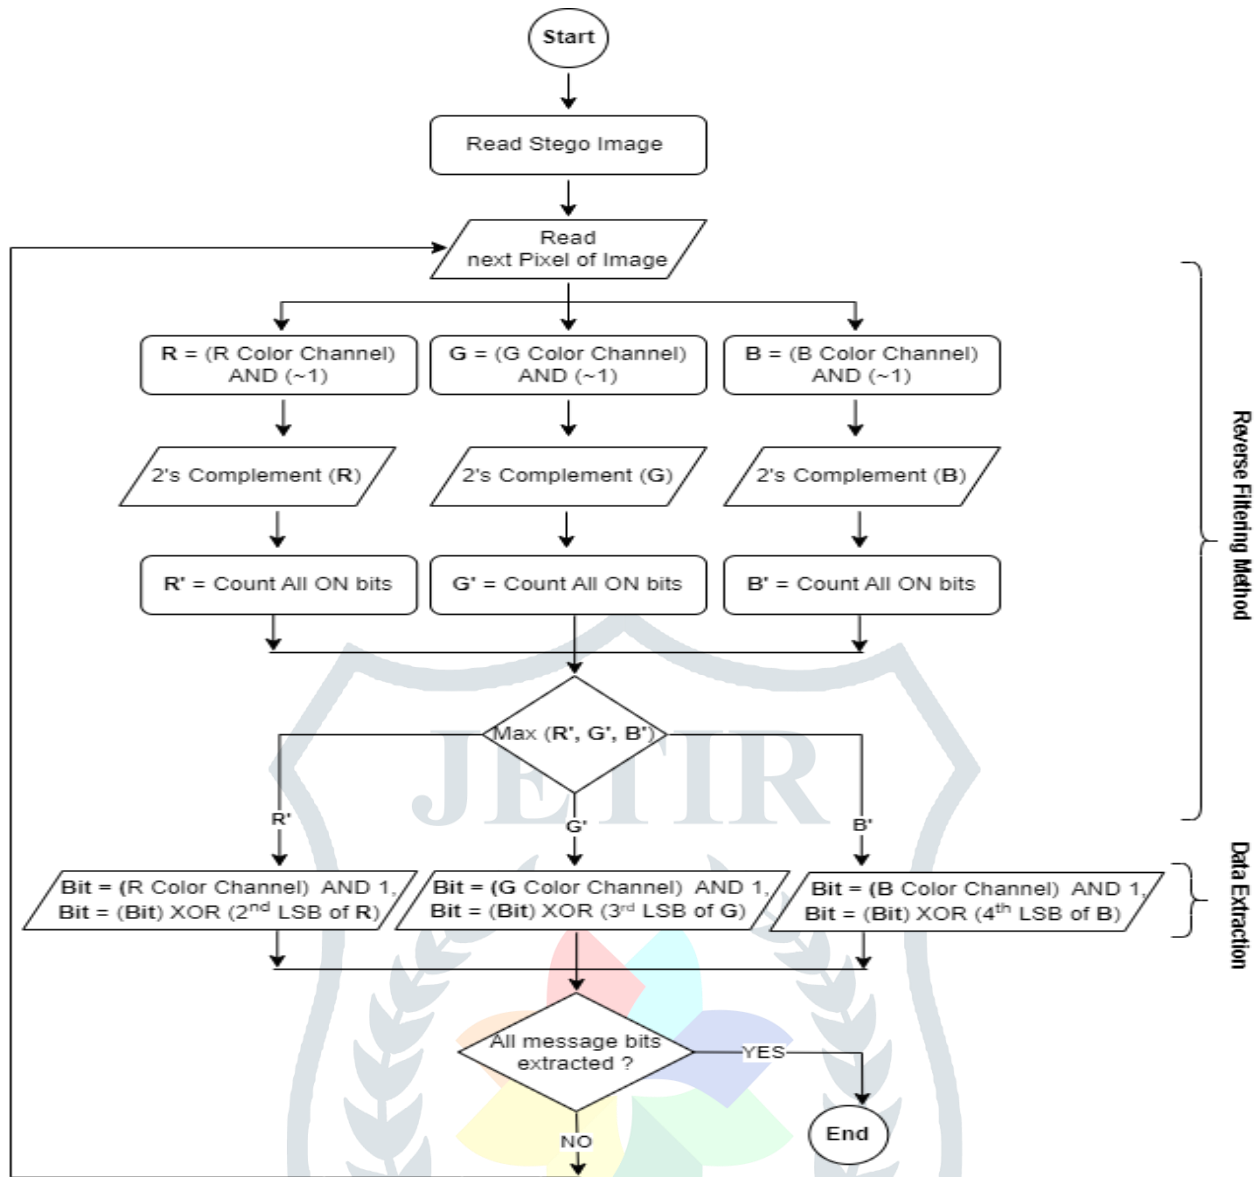 Start
Read Stego Image
Read
next Pixel of Image
R = (R Color Channel)
AND (~1)
G = (G Color Channel)
AND (~1)
B = (B Color Channel)
AND (~1)
2's Complement (R)
2's Complement (G)
2's Complement (B)
R' = Count All ON bits
G' = Count All ON bits
B' = Count All ON bits
Reverse Filtering Method
Max (R', G', B')
JETIR
R'
G'
B'
Bit = (R Color Channel) AND 1,
Bit = (Bit) XOR (2nd LSB of R)
Bit = (G Color Channel) AND 1,
Bit = (Bit) XOR (3rd LSB of G)
Bit = (B Color Channel) AND 1,
Bit = (Bit) XOR (4th LSB of B)
Data Extraction
All message bits
extracted ?
YES
End
NO